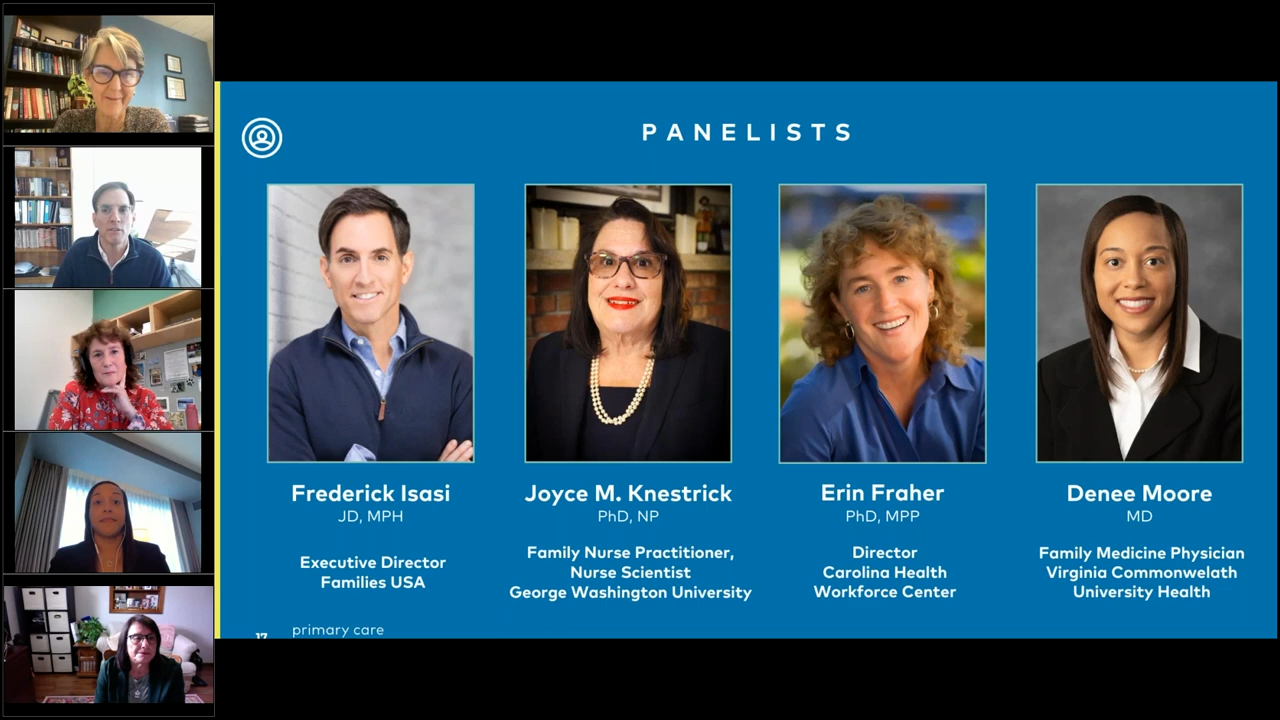 PANELISTS
Frederick Isasi
JD, MPH
Executive Director
Families USA
Joyce M. Knestrick
PhD, NP
Family Nurse Practitioner,
Nurse Scientist
George Washington University
Erin Fraher
PhD, MPP
Director
Carolina Health
Workforce Center
Denee Moore
MD
Family Medicine Physician
Virginia Commonwelath
University Health
17
primary care